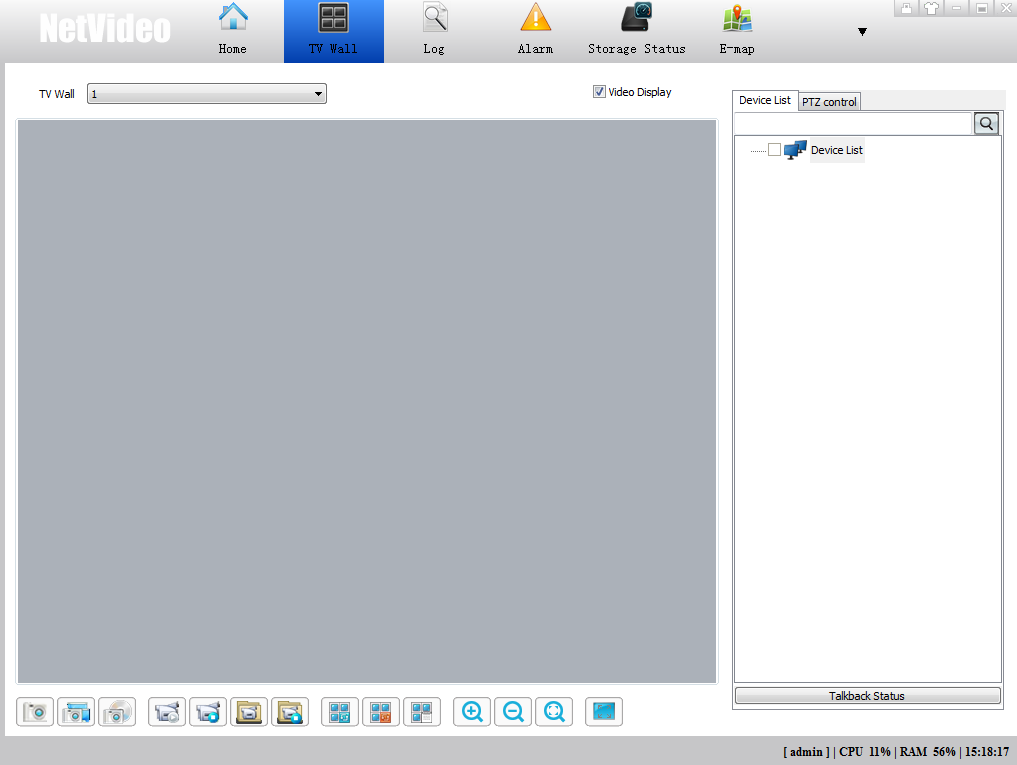 NetVideo
Home
TV Wall
Log
Alarm
Storage Status
E-map
TV Wall
1
Video Display
Device List
PTZ control
Device List
Talkback Status
[ admin ] | CPU 11% | RAM 56% | 15:18:17